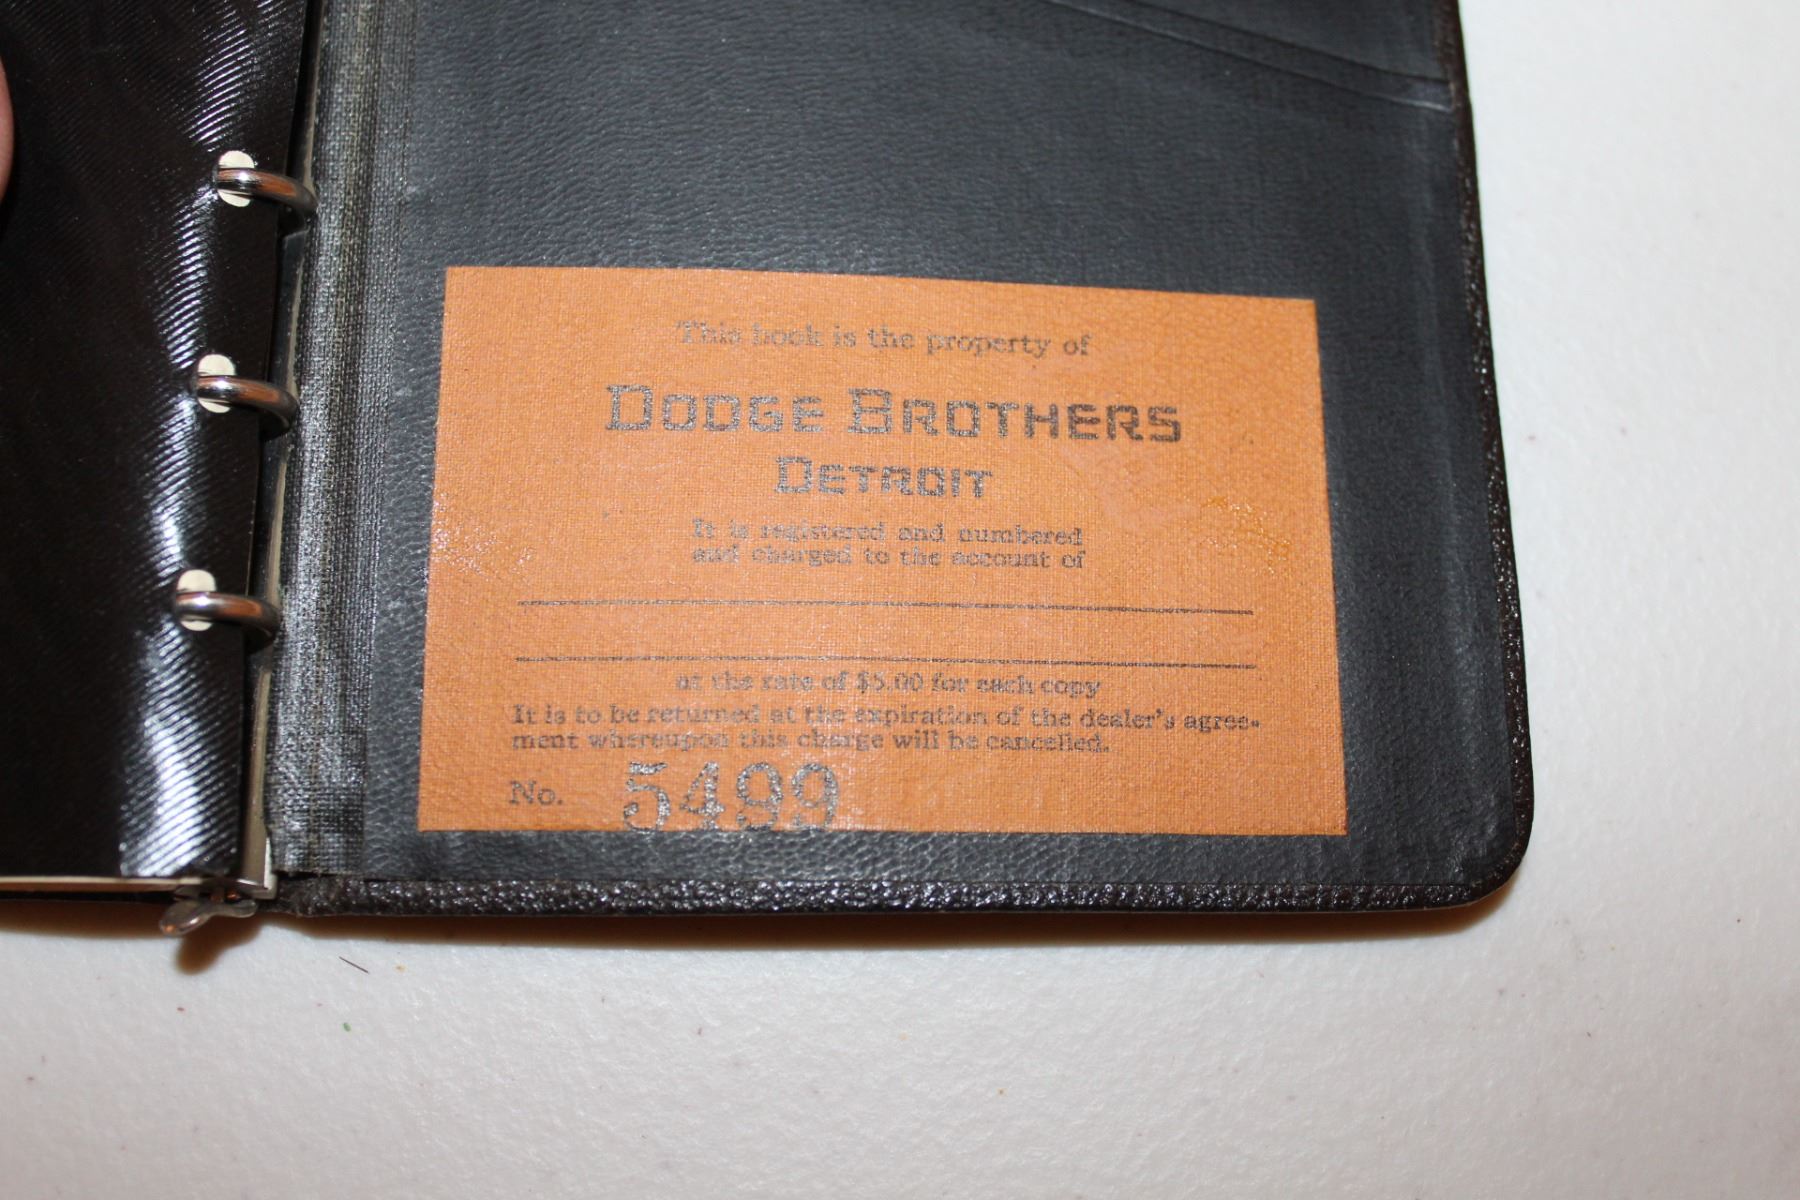 This book is the property of
DODGE BROTHERS
DETROIT
It is registered and numbered
and charged to the account of
at the rate of $5.00 for each copy
It is to be returned at the expiration of the dealer's agree-
ment whereupon this charge will be cancelled.
No. 5499